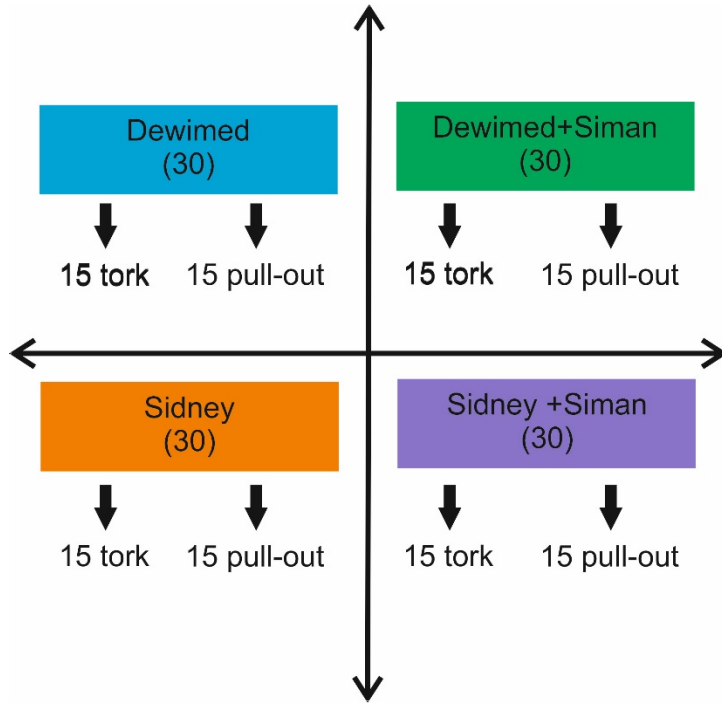 Dewimed
(30)
15 tork 15 pull-out
Dewimed+Siman
(30)
15 tork 15 pull-out
Sidney
(30)
15 tork 15 pull-out
Sidney +Siman
(30)
15 tork 15 pull-out